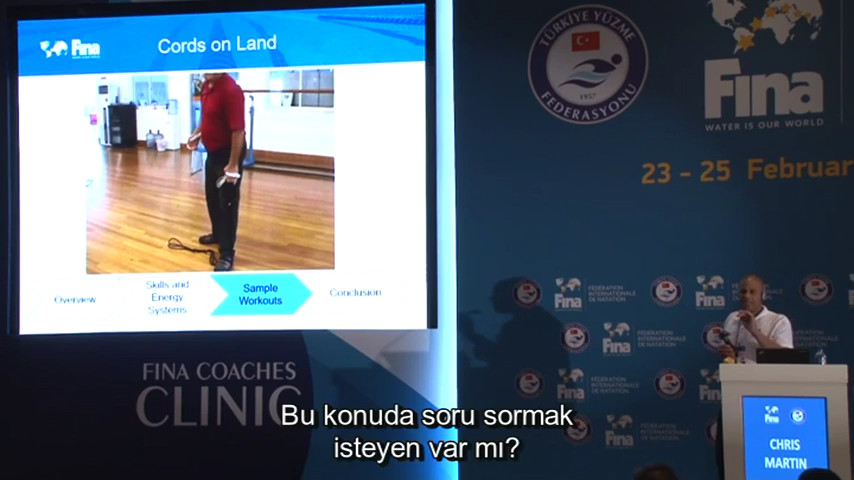 Fina
Cords on Land
Overview
Skills and
Energy
Systems
Sample
Workouts
Conclusion
TÜRKİYE YÜZME
FEDERASYONU
1957
Fina
WATER IS OUR WORLD
23 - 25 Februar
Fina
FÉDÉRATION
INTERNATIONALE
DE NATATION
FINA COACHES
CLINIC
CHRIS
MARTIN
Bu konuda soru sormak
isteyen var mı?